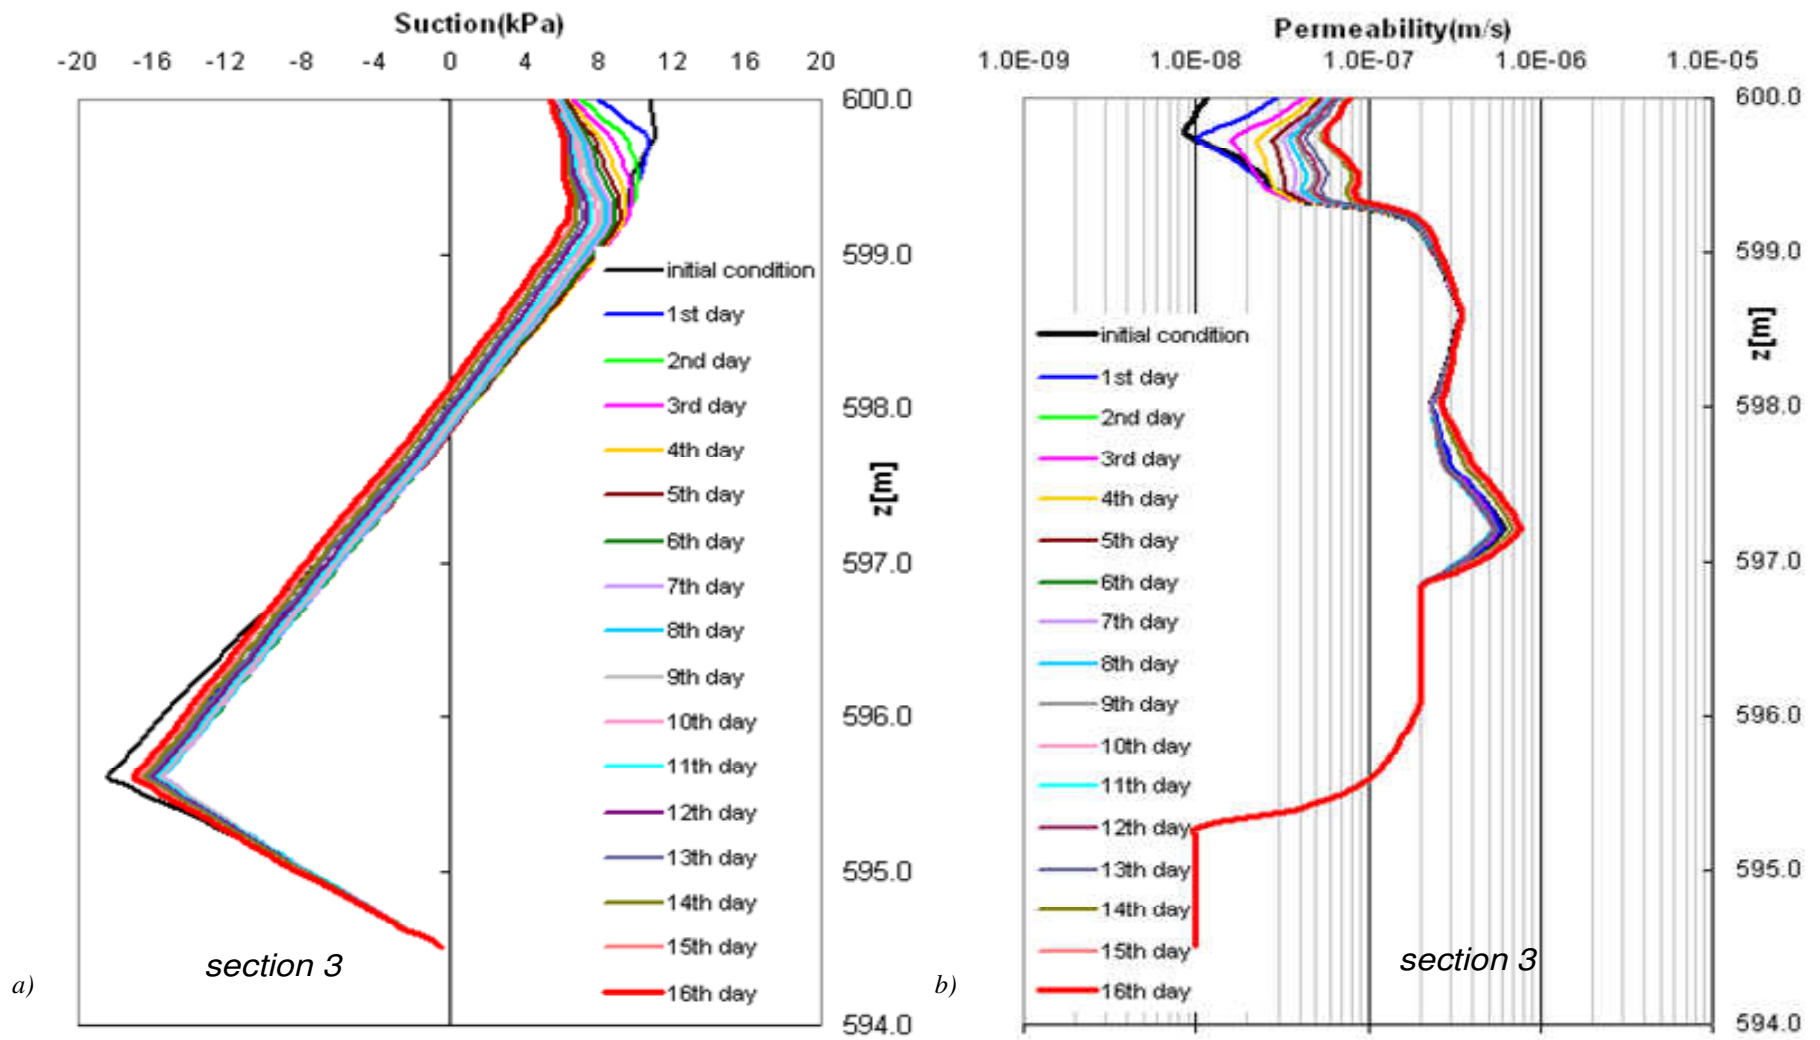 Suction(kPa)
-20 -16 -12 -8 -4 0 4 8 12 16 20
600.0
599.0
598.0
597.0
596.0
595.0
594.0
z[m]
initial condition
1st day
2nd day
3rd day
4th day
5th day
6th day
7th day
8th day
9th day
10th day
11th day
12th day
13th day
14th day
15th day
16th day
section 3
a)
Permeability(m/s)
1.0E-09 1.0E-08 1.0E-07 1.0E-06 1.0E-05
600.0
599.0
598.0
597.0
596.0
595.0
594.0
z[m]
initial condition
1st day
2nd day
3rd day
4th day
5th day
6th day
7th day
8th day
9th day
10th day
11th day
12th day
13th day
14th day
15th day
16th day
section 3
b)